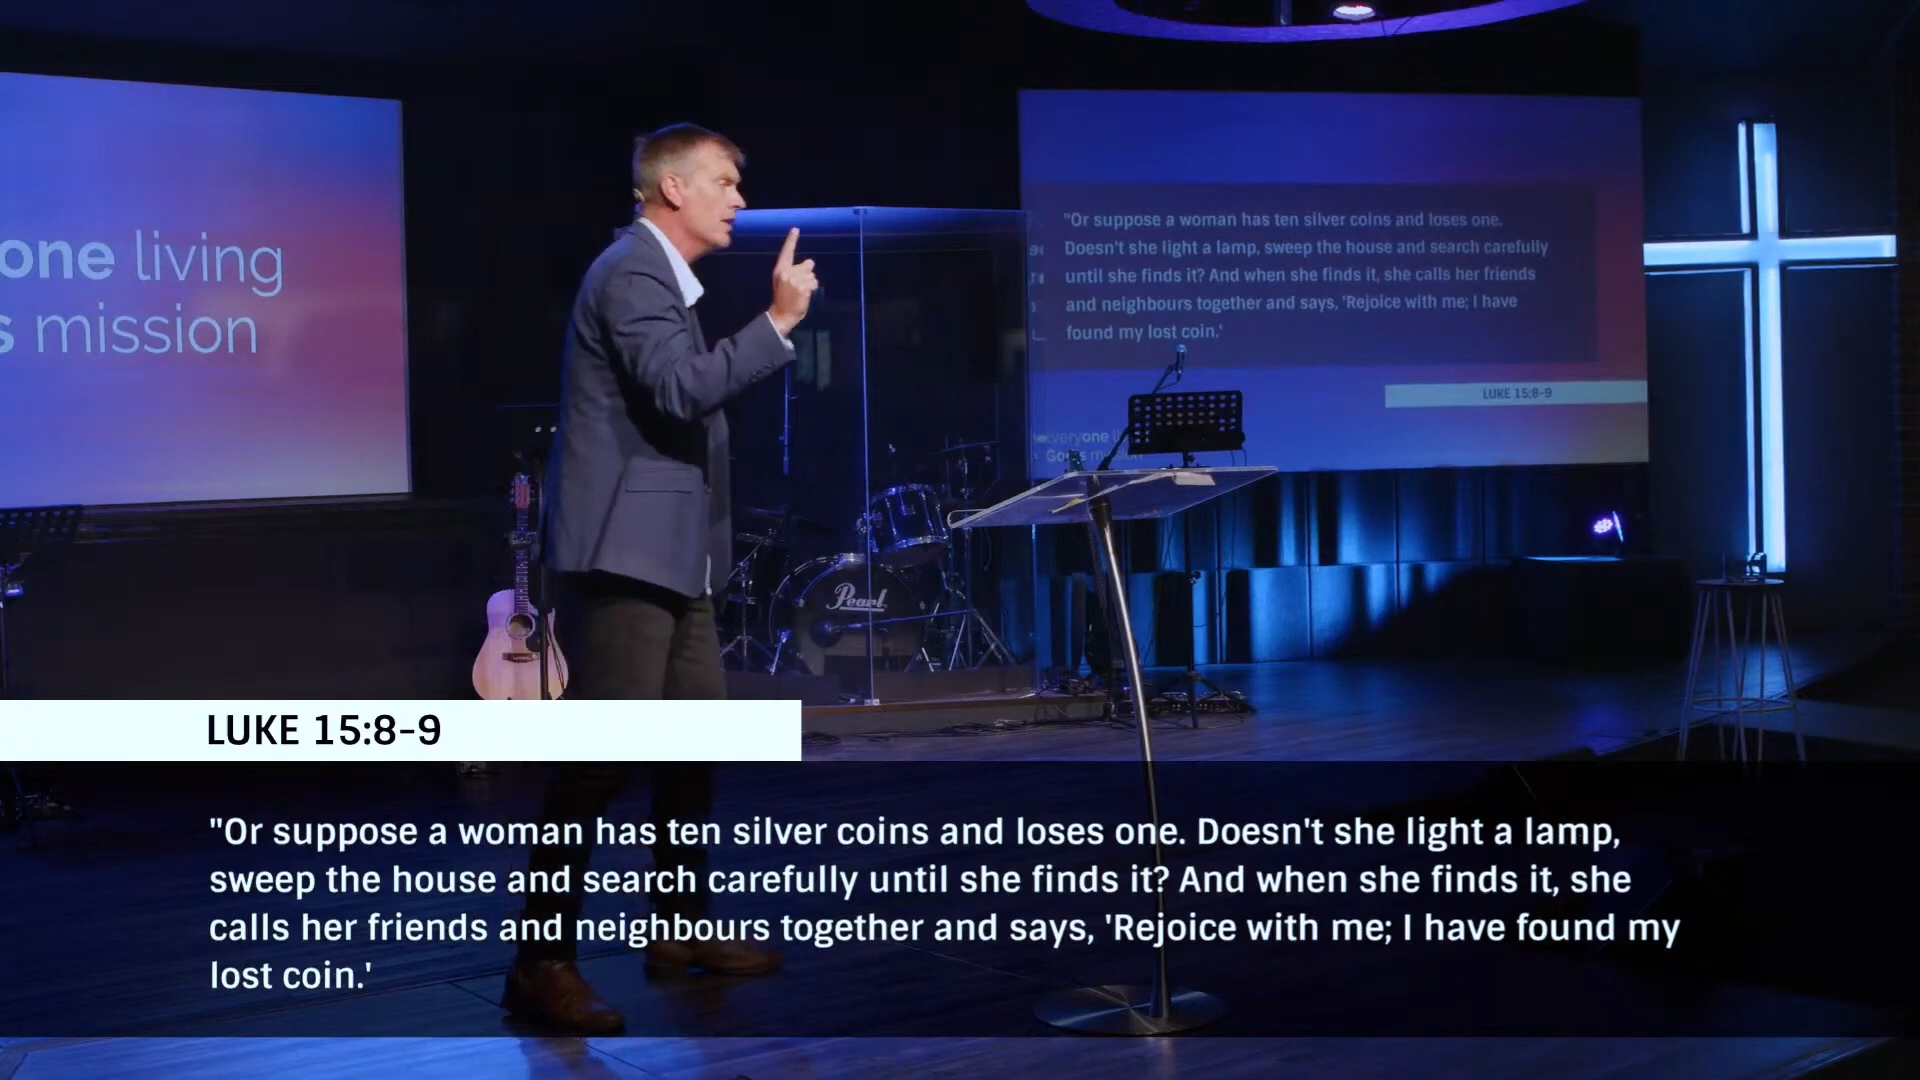 one living
s mission
"Or suppose a woman has ten silver coins and loses one.
Doesn't she light a lamp, sweep the house and search carefully
until she finds it? And when she finds it, she calls her friends
and neighbours together and says, 'Rejoice with me; I have
found my lost coin.'
LUKE 15:8-9
Pearl
LUKE 15:8-9
"Or suppose a woman has ten silver coins and loses one. Doesn't she light a lamp,
sweep the house and search carefully until she finds it? And when she finds it, she
calls her friends and neighbours together and says, 'Rejoice with me; I have found my
lost coin.'